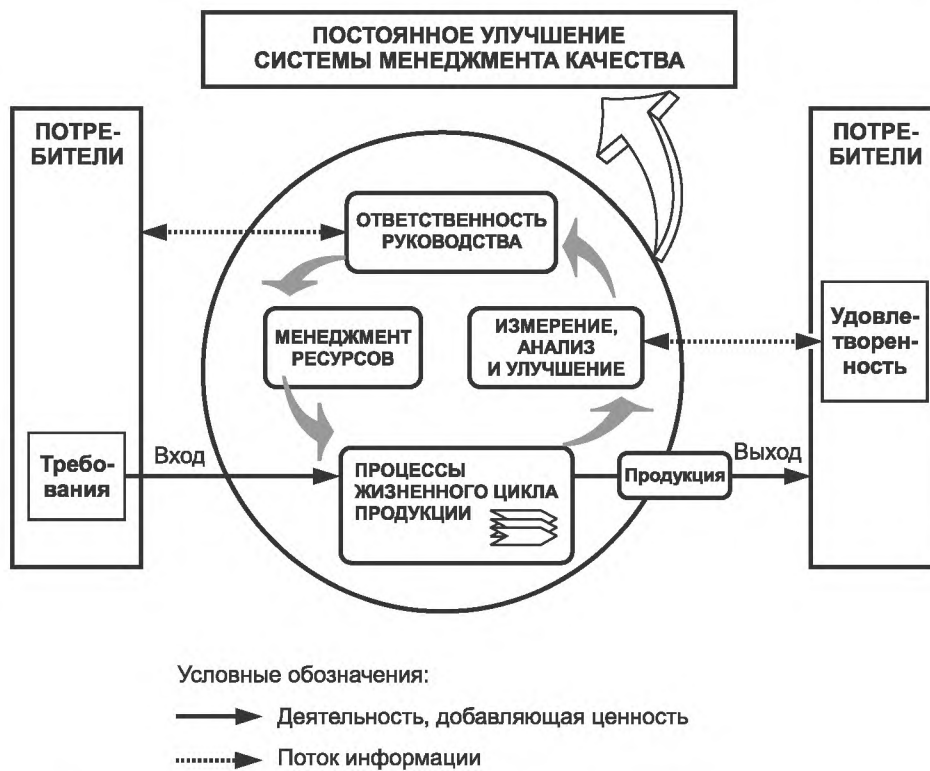 ПОСТОЯННОЕ УЛУЧШЕНИЕ
СИСТЕМЫ МЕНЕДЖМЕНТА КАЧЕСТВА
ПОТРЕ-
БИТЕЛИ
ПОТРЕ-
БИТЕЛИ
ОТВЕТСТВЕННОСТЬ
РУКОВОДСТВА
МЕНЕДЖМЕНТ
РЕСУРСОВ
ИЗМЕРЕНИЕ,
АНАЛИЗ
И УЛУЧШЕНИЕ
Удовле-
творен-
ность
Требо-
вания
Вход
ПРОЦЕССЫ
ЖИЗНЕННОГО ЦИКЛА
ПРОДУКЦИИ
Продукция
Выход
Условные обозначения:
Деятельность, добавляющая ценность
Поток информации